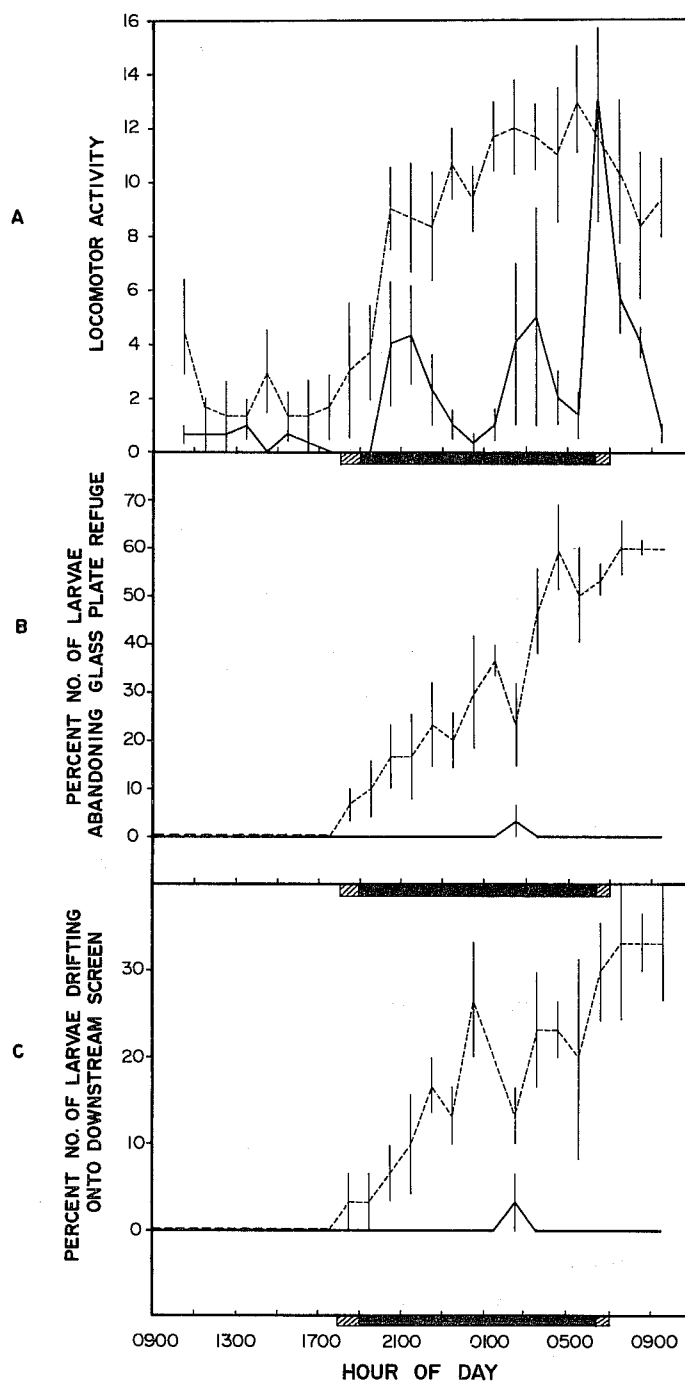 16
14
12
10
8
6
4
2
0
A
LOCOMOTOR ACTIVITY
70
60
50
40
30
20
10
0
B
PERCENT NO. OF LARVAE
ABANDONING GLASS PLATE REFUGE
30
20
10
0
C
PERCENT NO. OF LARVAE DRIFTING
ONTO DOWNSTREAM SCREEN
0900 1300 1700 2100 0100 0500 0900
HOUR OF DAY